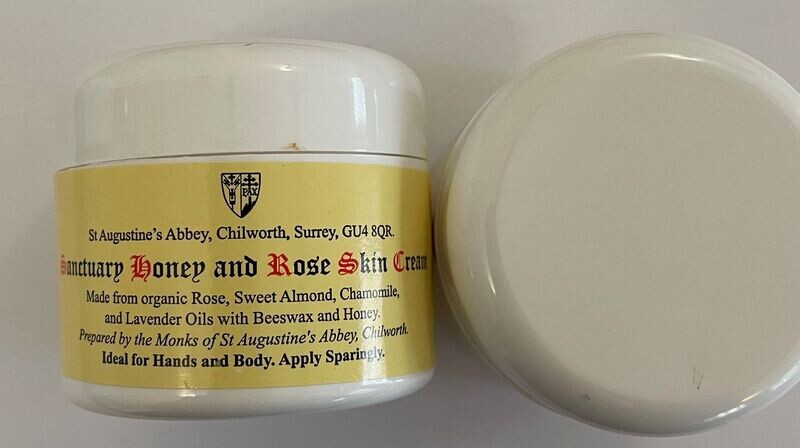 PAX
St Augustine's Abbey, Chilworth, Surrey, GU4 8QR.
Sanctuary Honey and Rose Skin Cream
Made from organic Rose, Sweet Almond, Chamomile,
and Lavender Oils with Beeswax and Honey.
Prepared by the Monks of St Augustine's Abbey, Chilworth.
Ideal for Hands and Body. Apply Sparingly.